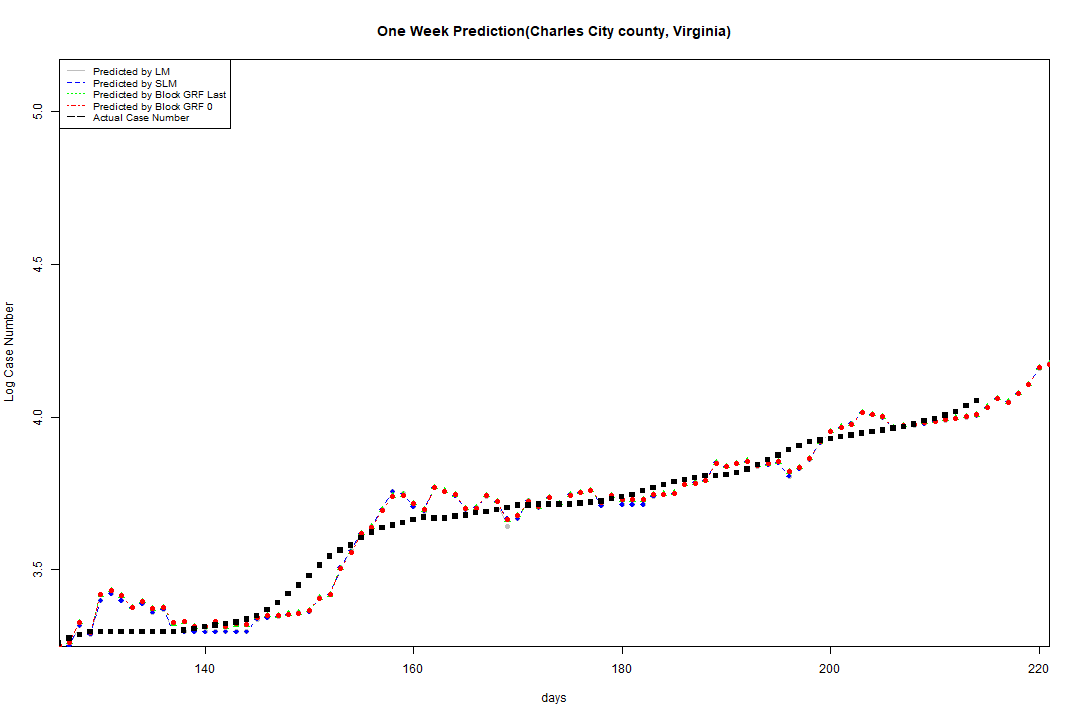 One Week Prediction(Charles City county, Virginia)
Predicted by LM
Predicted by SLM
Predicted by Block GRF Last
Predicted by Block GRF 0
Actual Case Number
5.0
4.5
4.0
3.5
Log Case Number
140 160 180 200 220
days